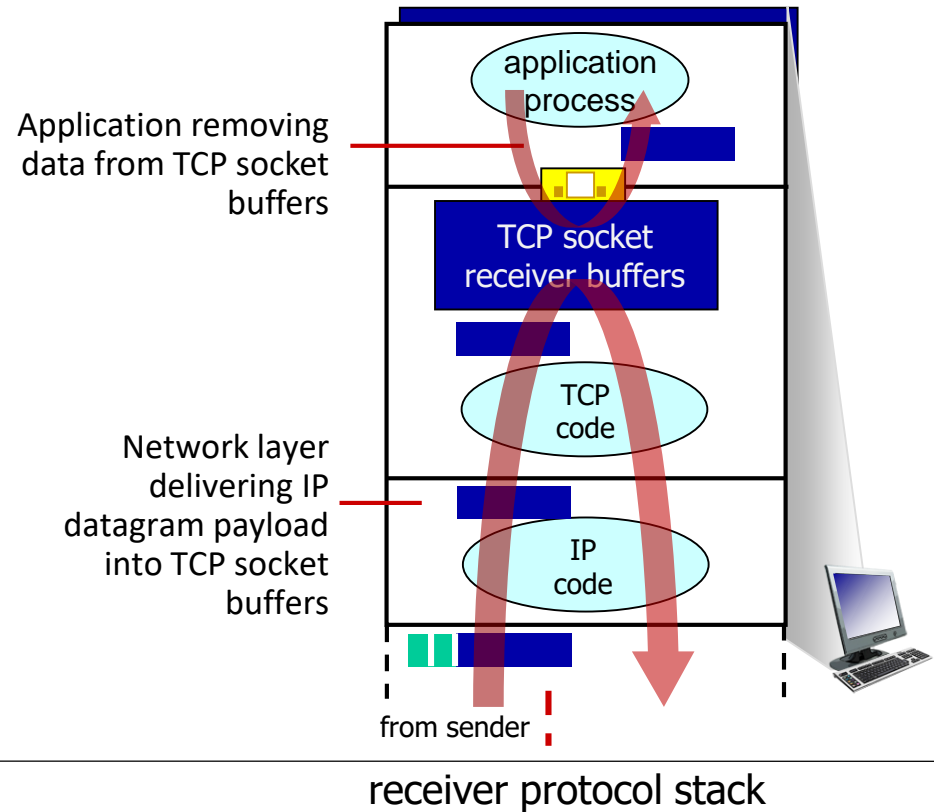 application
process
Application removing
data from TCP socket
buffers
TCP socket
receiver buffers
TCP
code
Network layer
delivering IP
datagram payload
into TCP socket
buffers
IP
code
from sender
receiver protocol stack